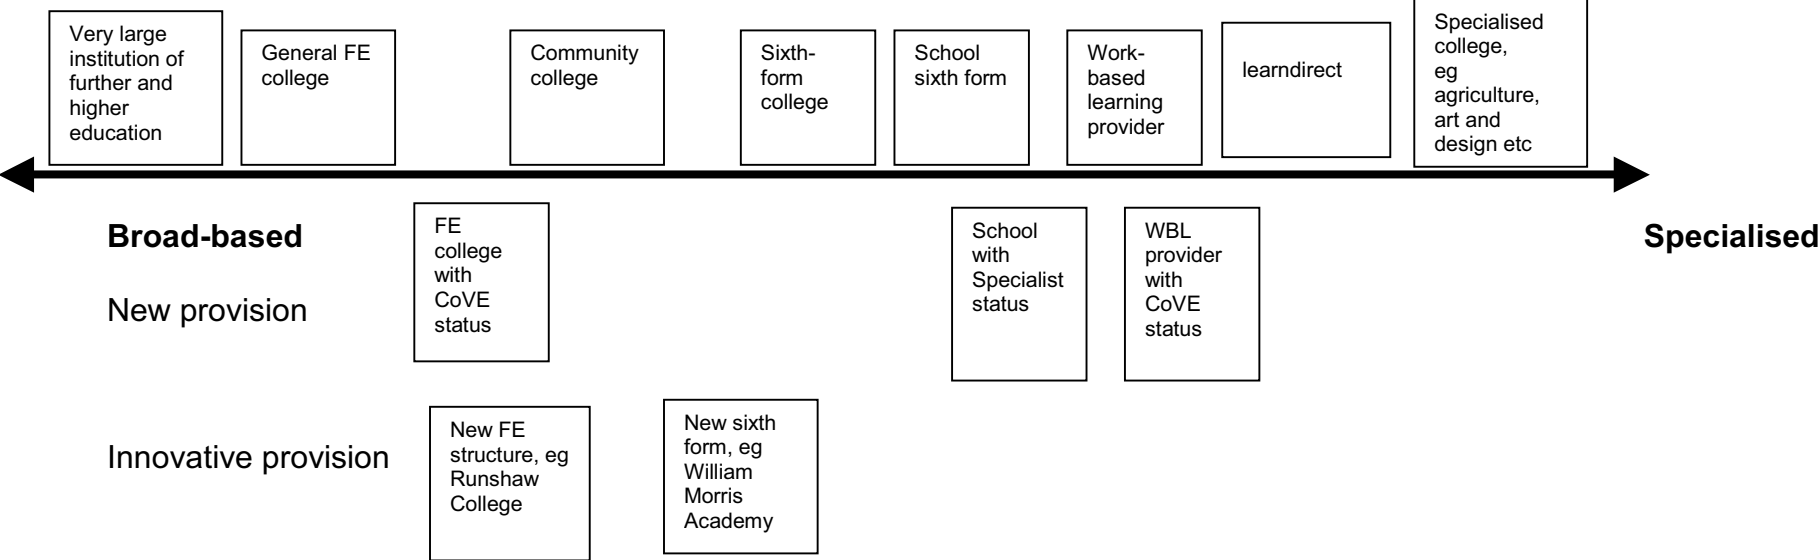 Very large
institution of
further and
higher
education
General FE
college
Community
college
Sixth-
form
college
School
sixth form
Work-
based
learning
provider
learndirect
Specialised
college,
eg
agriculture,
art and
design etc
Broad-based
Specialised
New provision
FE
college
with
CoVE
status
School
with
Specialist
status
WBL
provider
with
CoVE
status
Innovative provision
New FE
structure, eg
Runshaw
College
New sixth
form, eg
William
Morris
Academy